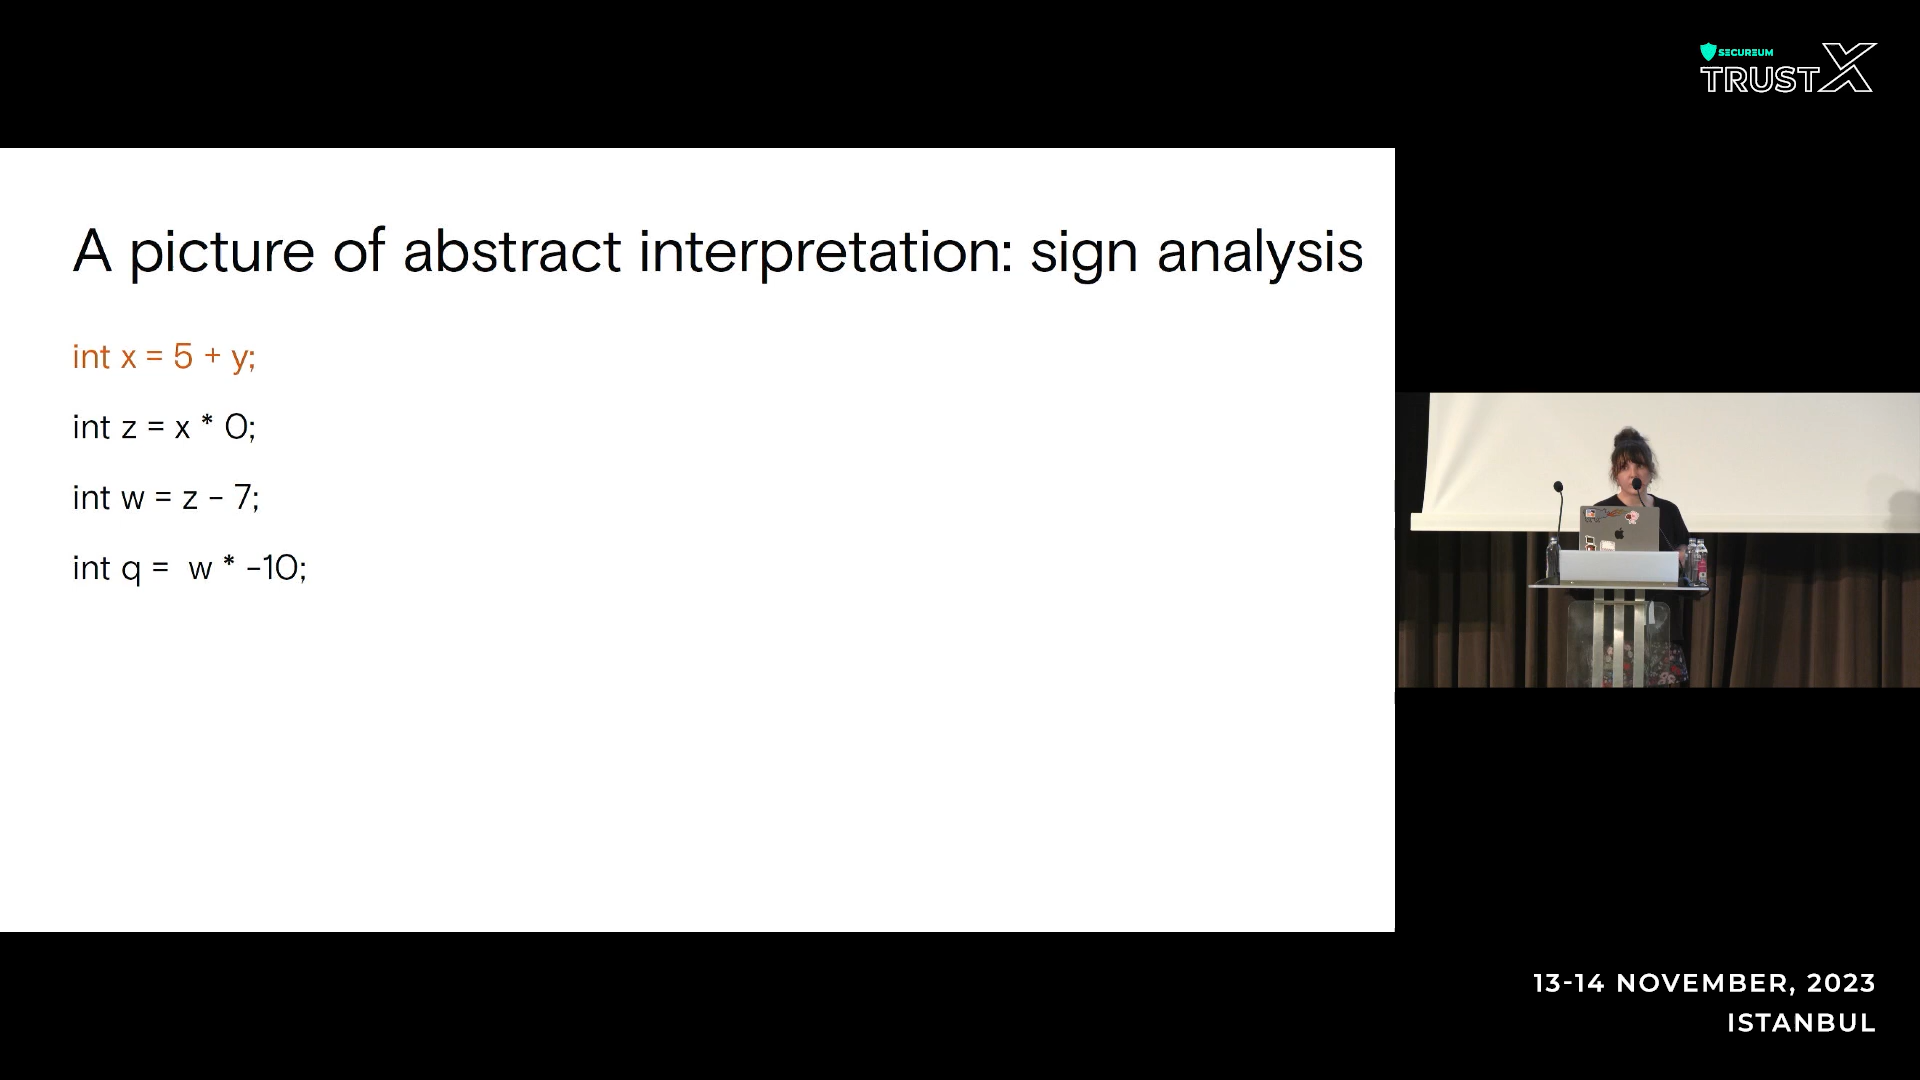 SECUREUM
TRUSTX
A picture of abstract interpretation: sign analysis
int x = 5 + y;
int z = x * 0;
int w = z - 7;
int q =  w * -10;
13-14 NOVEMBER, 2023
ISTANBUL